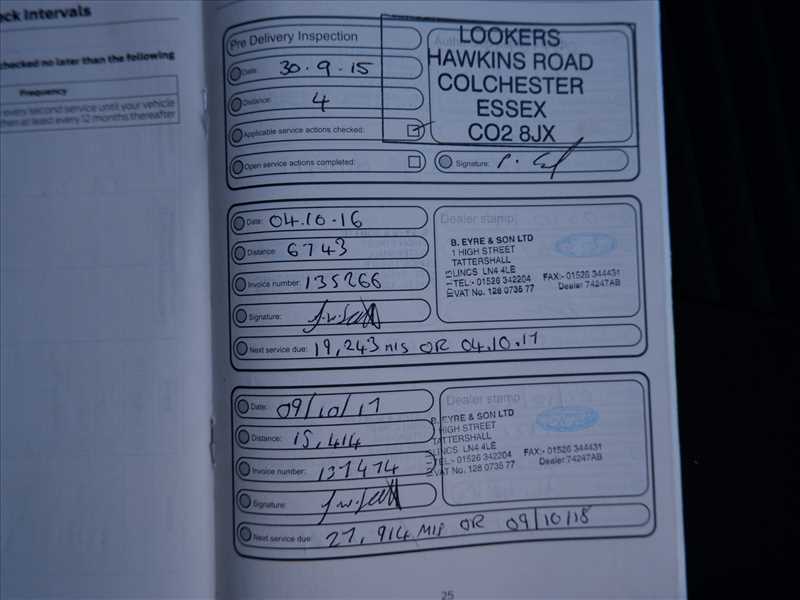 ck Intervals
checked no later than the following
Frequency
every second service until your vehicle
then at least every 12 months thereafter
Pre Delivery Inspection
LOOKERS
HAWKINS ROAD
COLCHESTER
ESSEX
CO2 8JX
Date: 30.9.15
Distance: 4
Applicable service actions checked:
Open service actions completed:
Signature:
Date: 04.10.16
Distance: 6743
Invoice number: 135266
Signature:
Next service due: 19,243 mls OR 04.10.17
Dealer stamp
B. EYRE & SON LTD
1 HIGH STREET
TATTERSHALL
LINCS LN4 4LE
TEL:- 01526 342204 FAX:- 01526 344431
VAT No. 128 0735 77 Dealer 74247AB
Date: 09/10/17
Distance: 15,414
Invoice number: 137474
Signature:
Next service due: 27,914 mls OR 09/10/18
Dealer stamp
B. EYRE & SON LTD
1 HIGH STREET
TATTERSHALL
LINCS LN4 4LE
TEL:- 01526 342204 FAX:- 01526 344431
VAT No. 128 0735 77 Dealer 74247AB
25